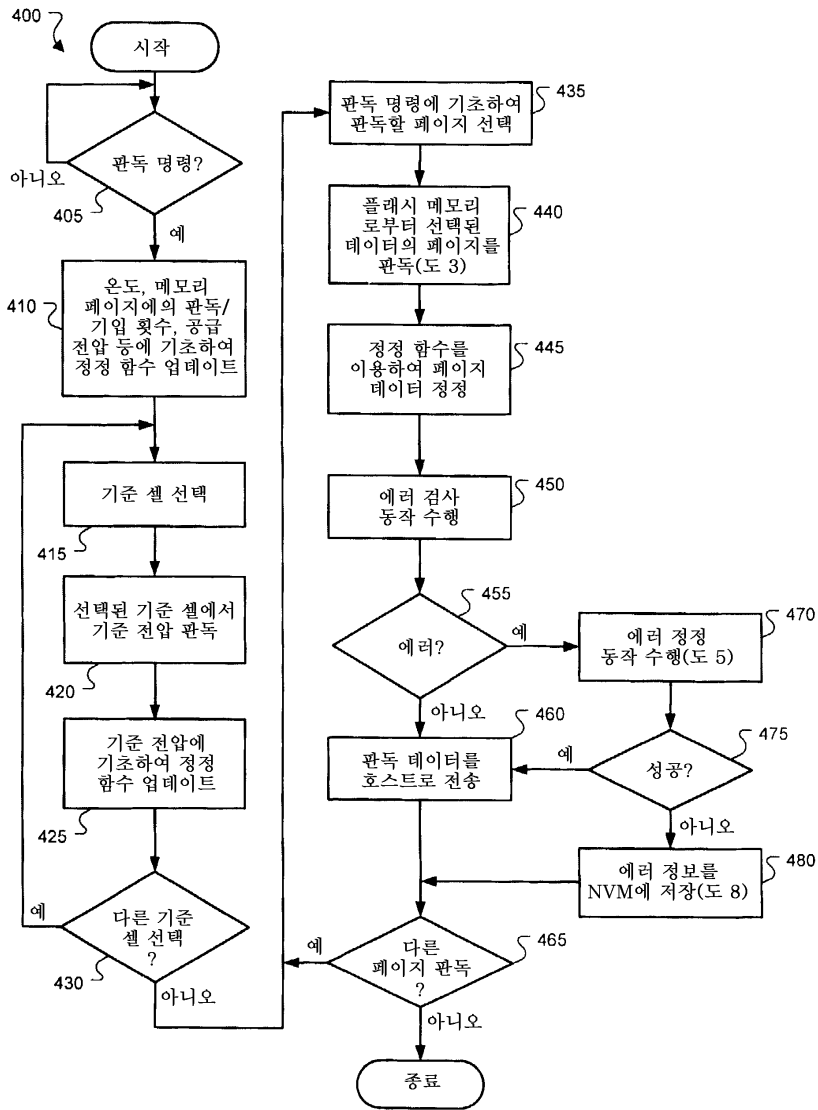 400
시작
판독 명령?
아니오
405
예
410
온도, 메모리
페이지에의 판독/
기입 횟수, 공급
전압 등에 기초하여
정정 함수 업데이트
기준 셀 선택
415
선택된 기준 셀에서
기준 전압 판독
420
기준 전압에
기초하여 정정
함수 업데이트
425
예
다른 기준
셀 선택
?
430
아니오
판독 명령에 기초하여
판독할 페이지 선택
435
플래시 메모리
로부터 선택된
데이터의 페이지를
판독(도 3)
440
정정 함수를
이용하여 페이지
데이터 정정
445
에러 검사
동작 수행
450
455
에러?
예
아니오
에러 정정
동작 수행(도 5)
470
460
판독 데이터를
호스트로 전송
예
성공?
475
아니오
에러 정보를
NVM에 저장(도 8)
480
예
다른
페이지 판독
?
465
아니오
종료